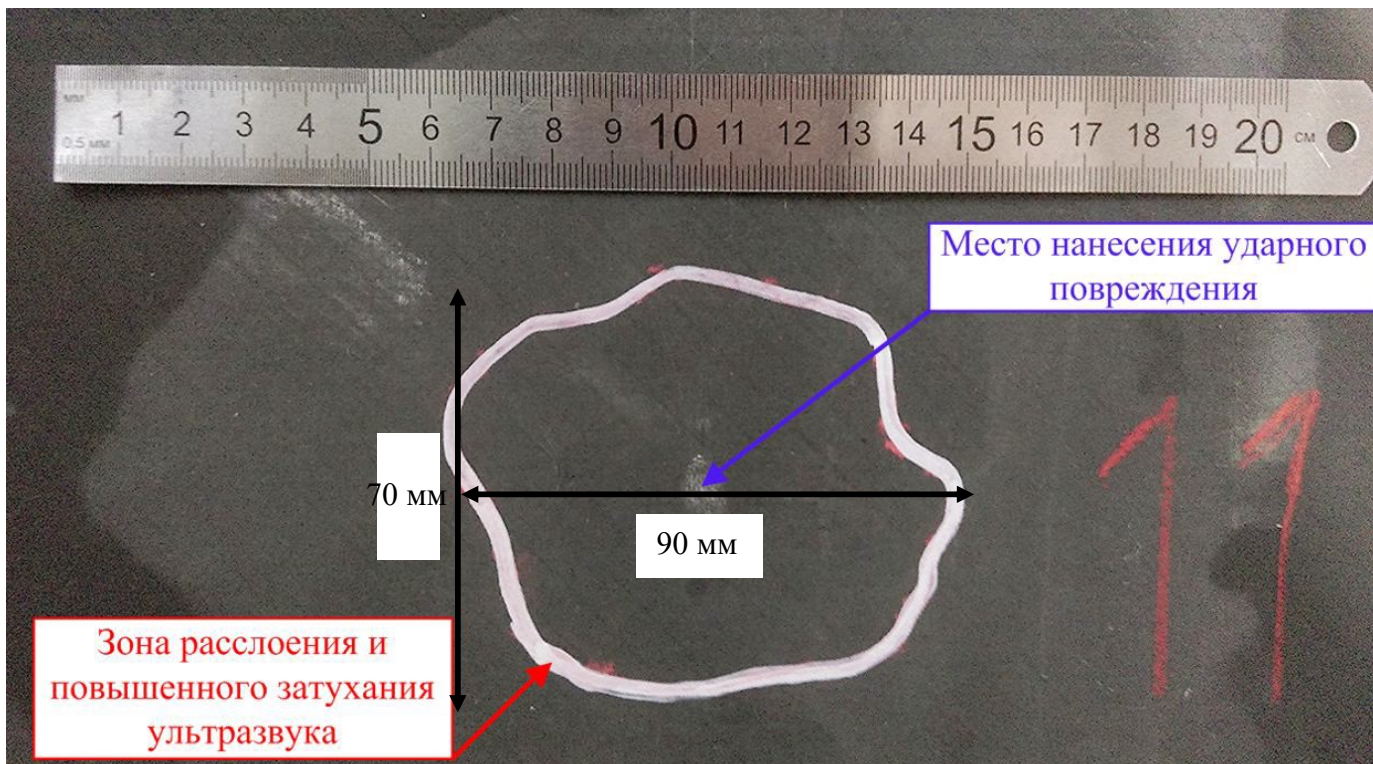 мм
0,5 мм
1 2 3 4 5 6 7 8 9 10 11 12 13 14 15 16 17 18 19 20 см
Место нанесения ударного
повреждения
11
70 мм
90 мм
Зона расслоения и
повышенного затухания
ультразвука